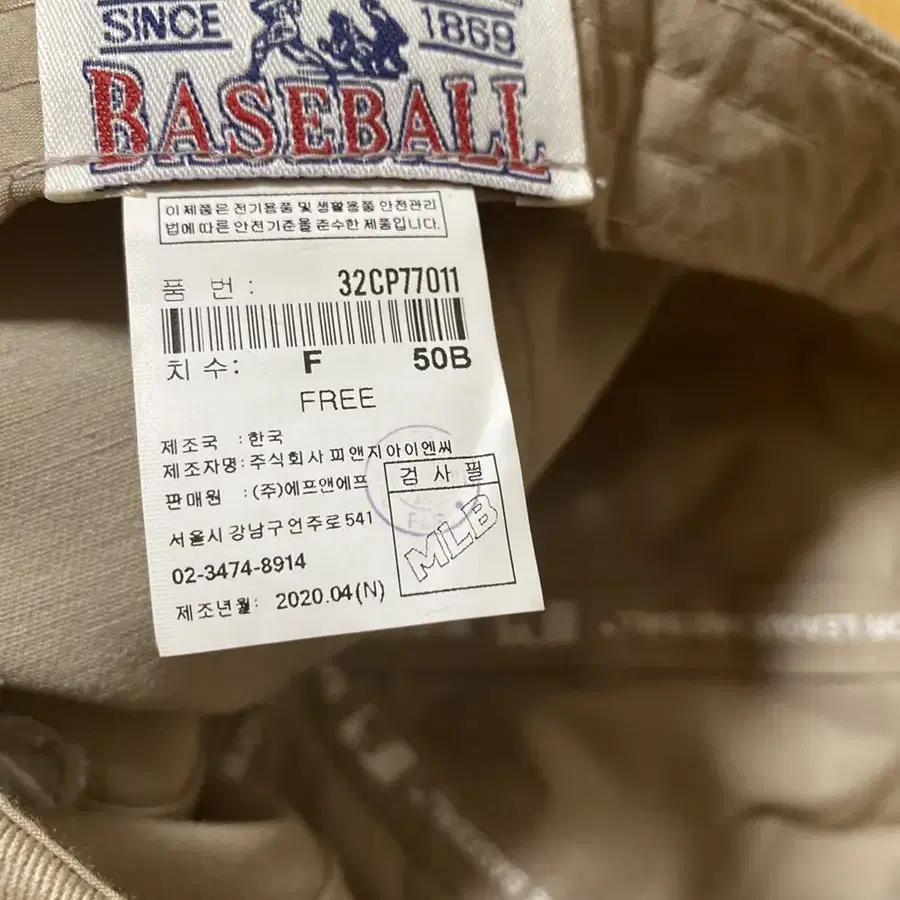 SINCE 1869
BASEBALL
이 제품은 전기용품 및 생활용품 안전관리
법에 따른 안전기준을 준수한 제품입니다.
품 번 : 32CP77011
치 수 : F 50B
FREE
제조국 : 한국
제조자명 : 주식회사 피앤지아이엔씨
판매원 : (주)에프앤에프
검 사 필
서울시 강남구 언주로 541
MLB
02-3474-8914
제조년월 : 2020.04(N)